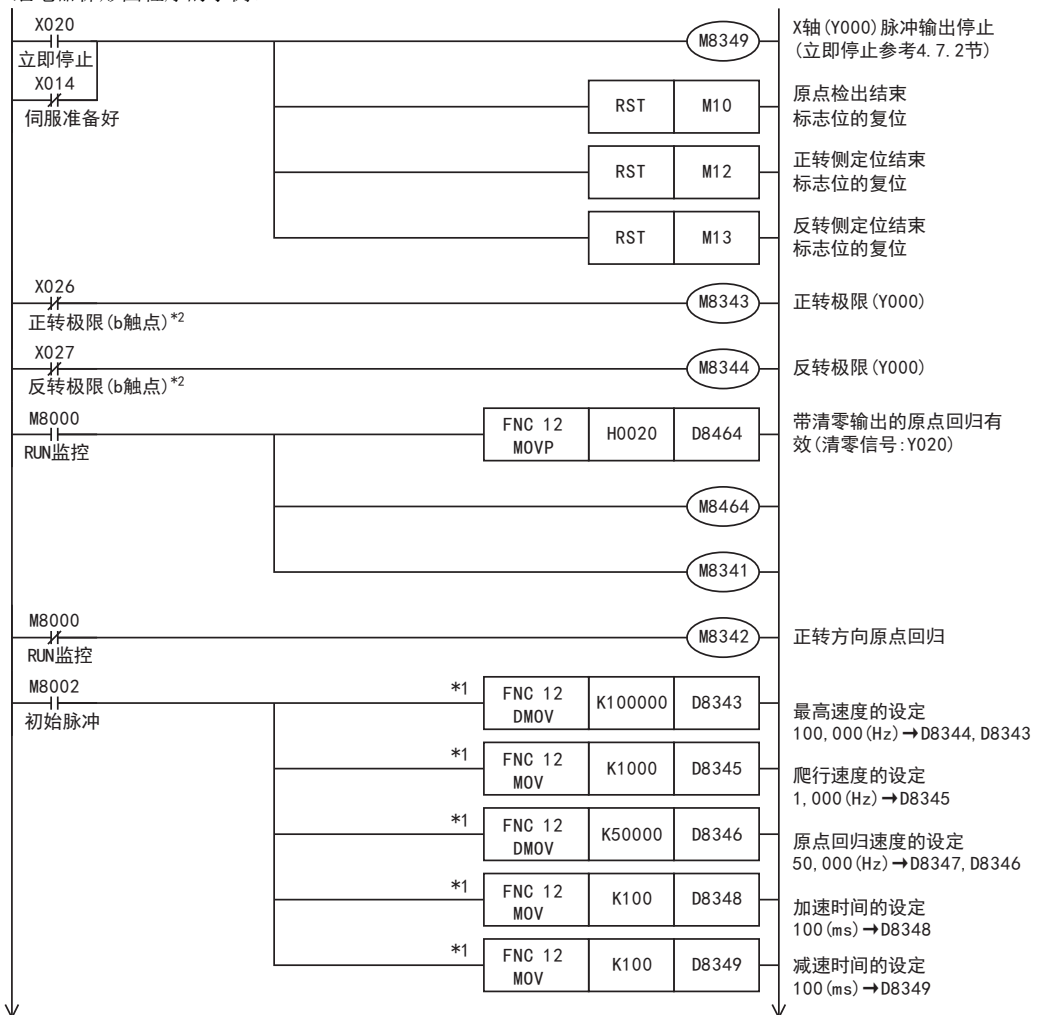 X020
立即停止
M8349
X轴(Y000)脉冲输出停止
(立即停止参考4.7.2节)
X014
伺服准备好
RST M10
原点检出结束
标志位的复位
RST M12
正转侧定位结束
标志位的复位
RST M13
反转侧定位结束
标志位的复位
X026
正转极限(b触点)*2
M8343
正转极限(Y000)
X027
反转极限(b触点)*2
M8344
反转极限(Y000)
M8000
RUN监控
FNC 12
MOVP
H0020
D8464
带清零输出的原点回归有
效(清零信号:Y020)
M8464
M8341
M8000
RUN监控
M8342
正转方向原点回归
M8002
初始脉冲
*1
FNC 12
DMOV
K100000
D8343
最高速度的设定
100,000(Hz)→D8344,D8343
*1
FNC 12
MOV
K1000
D8345
爬行速度的设定
1,000(Hz)→D8345
*1
FNC 12
DMOV
K50000
D8346
原点回归速度的设定
50,000(Hz)→D8347,D8346
*1
FNC 12
MOV
K100
D8348
加速时间的设定
100(ms)→D8348
*1
FNC 12
MOV
K100
D8349
减速时间的设定
100(ms)→D8349